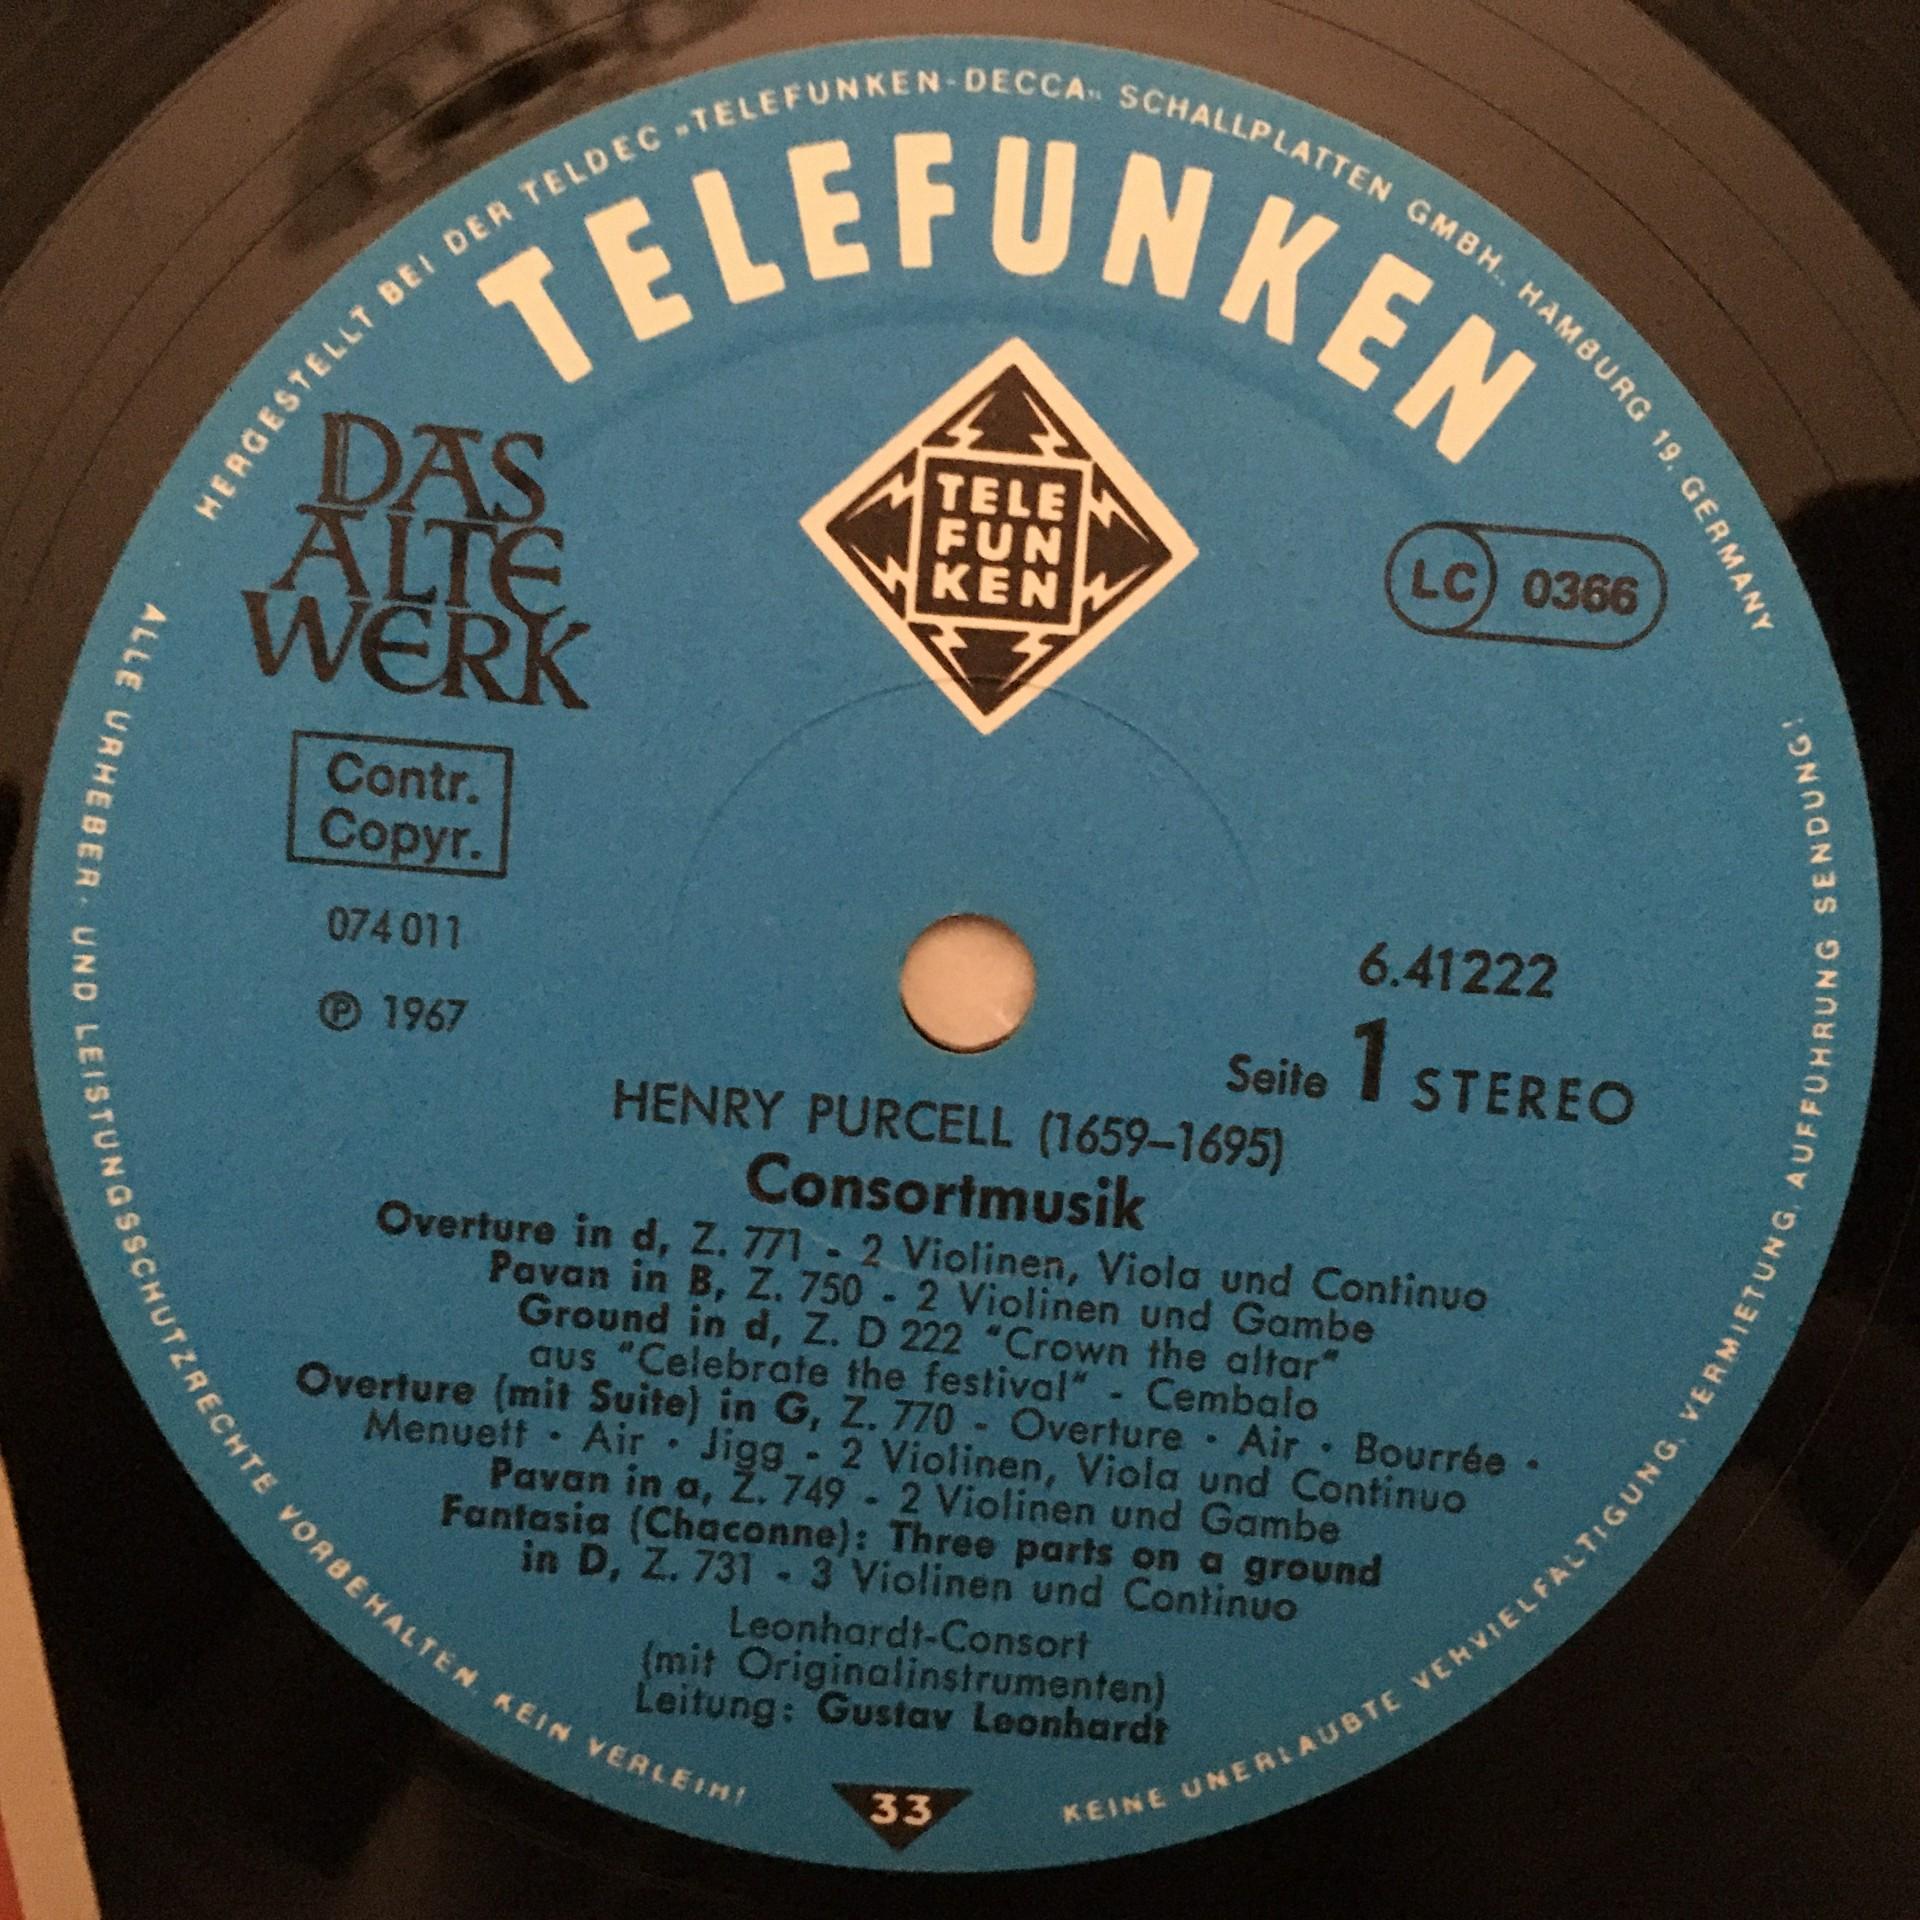 HERGESTELLT BEI DER TELDEC »TELEFUNKEN-DECCA« SCHALLPLATTEN GMBH., HAMBURG 19, GERMANY
TELEFUNKEN
TELE
FUN
KEN
DAS
ALTE
WERK
LC 0366
Contr.
Copyr.
074 011
℗ 1967
6.41222
Seite 1 STEREO
HENRY PURCELL (1659–1695)
Consortmusik
Overture in d, Z. 771 - 2 Violinen, Viola und Continuo
Pavan in B, Z. 750 - 2 Violinen und Gambe
Ground in d, Z. D 222 "Crown the altar"
aus "Celebrate the festival" - Cembalo
Overture (mit Suite) in G, Z. 770 - Overture · Air · Bourrée ·
Menuett · Air · Jigg - 2 Violinen, Viola und Continuo
Pavan in a, Z. 749 - 2 Violinen und Gambe
Fantasia (Chaconne): Three parts on a ground
in D, Z. 731 - 3 Violinen und Continuo
Leonhardt-Consort
(mit Originalinstrumenten)
Leitung: Gustav Leonhardt
33
ALLE URHEBER- UND LEISTUNGSSCHUTZRECHTE VORBEHALTEN. KEIN VERLEIH!
KEINE UNERLAUBTE VERVIELFÄLTIGUNG, VERMIETUNG, AUFFÜHRUNG, SENDUNG!